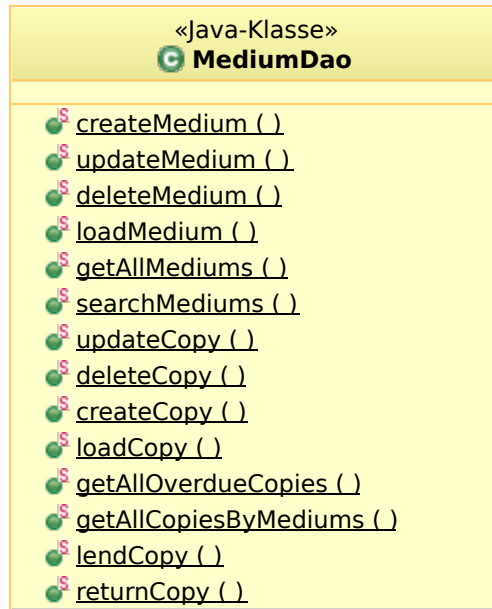 «Java-Klasse»
C MediumDao
S createMedium ( )
S updateMedium ( )
S deleteMedium ( )
S loadMedium ( )
S getAllMediums ( )
S searchMediums ( )
S updateCopy ( )
S deleteCopy ( )
S createCopy ( )
S loadCopy ( )
S getAllOverdueCopies ( )
S getAllCopiesByMediums ( )
S lendCopy ( )
S returnCopy ( )